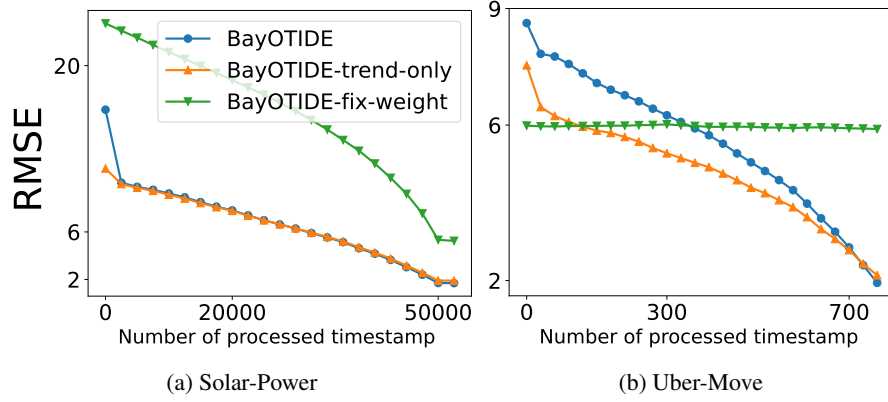 RMSE
20
6
2
BayOTIDE
BayOTIDE-trend-only
BayOTIDE-fix-weight
0
20000
50000
Number of processed timestamp
(a) Solar-Power
9
6
2
0
300
700
Number of processed timestamp
(b) Uber-Move